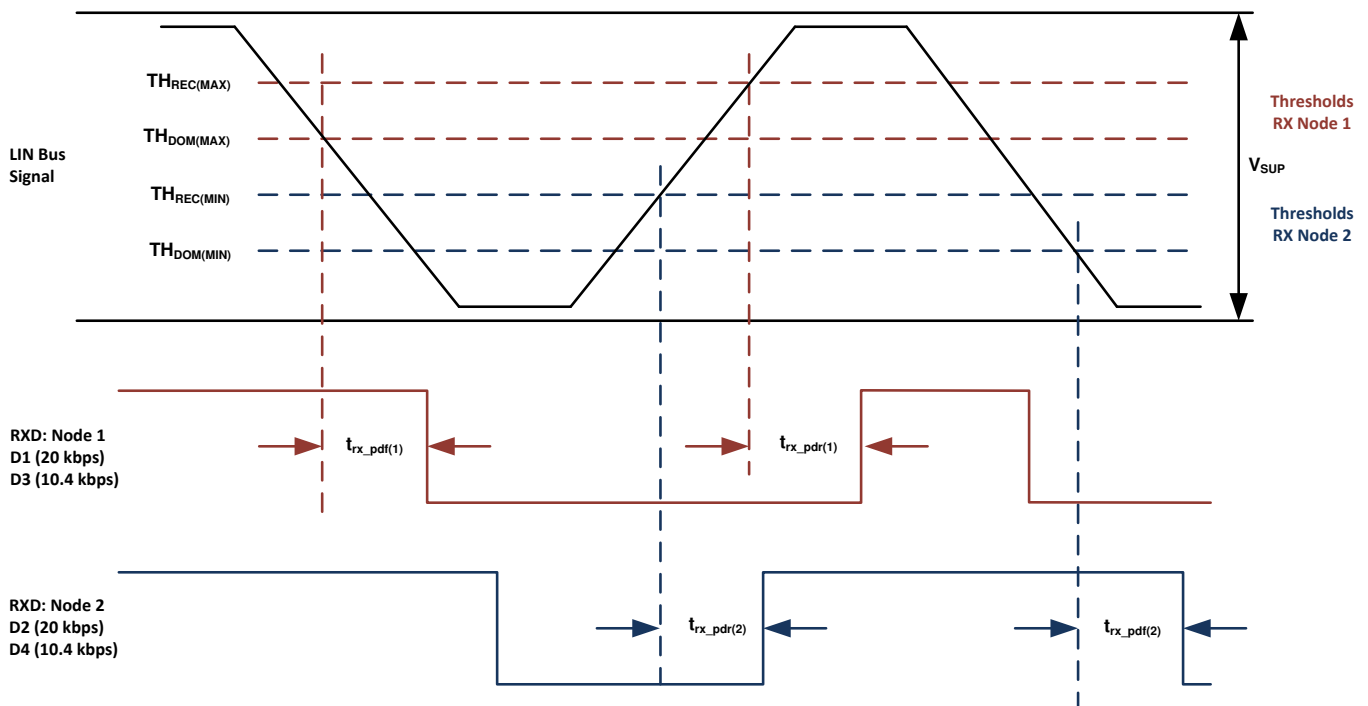 TH_REC(MAX)
TH_DOM(MAX)
TH_REC(MIN)
TH_DOM(MIN)
LIN Bus
Signal
Thresholds
RX Node 1
V_SUP
Thresholds
RX Node 2
RXD: Node 1
D1 (20 kbps)
D3 (10.4 kbps)
t_rx_pdf(1)
t_rx_pdr(1)
RXD: Node 2
D2 (20 kbps)
D4 (10.4 kbps)
t_rx_pdr(2)
t_rx_pdf(2)